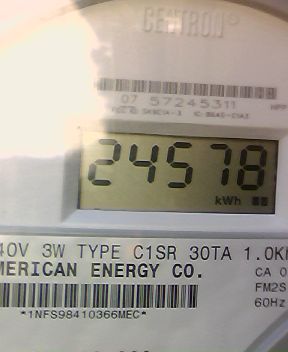 CENTRON®
07 57245311
24578
kWh
40V 3W TYPE C1SR 30TA 1.0K
MERICAN ENERGY CO.
CA 0
FM2S
60Hz
*1NFS98410366MEC*